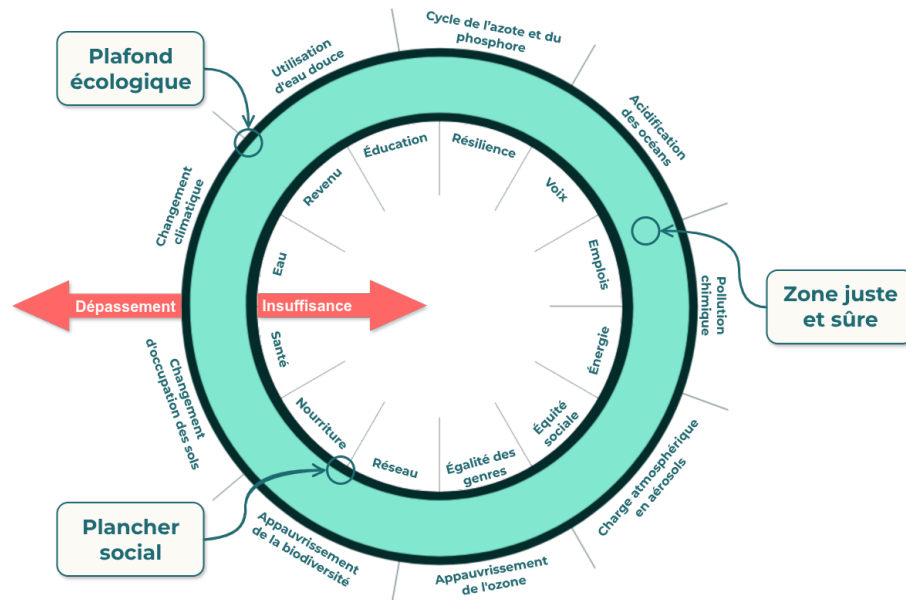 Plafond
écologique
Utilisation
d'eau douce
Cycle de l'azote et du
phosphore
Acidification
des océans
Pollution
chimique
Charge atmosphérique
en aérosols
Appauvrissement
de l'ozone
Appauvrissement
de la biodiversité
Changement
d'occupation des sols
Changement
climatique
Éducation
Résilience
Voix
Emplois
Énergie
Équité
sociale
Égalité des
genres
Réseau
Nourriture
Santé
Eau
Revenu
Dépassement
Insuffisance
Zone juste
et sûre
Plancher
social